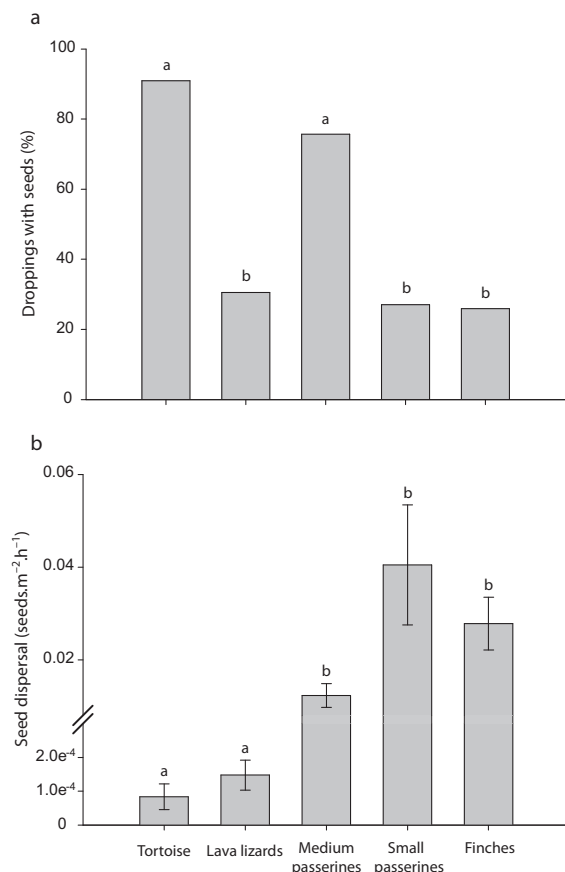 a
100
80
60
40
20
0
Droppings with seeds (%)
a
b
a
b
b
b
0.06
0.04
0.02
2.0e⁻⁴
1.0e⁻⁴
0
Seed dispersal (seeds.m⁻².h⁻¹)
a
a
b
b
b
Tortoise
Lava lizards
Medium
passerines
Small
passerines
Finches